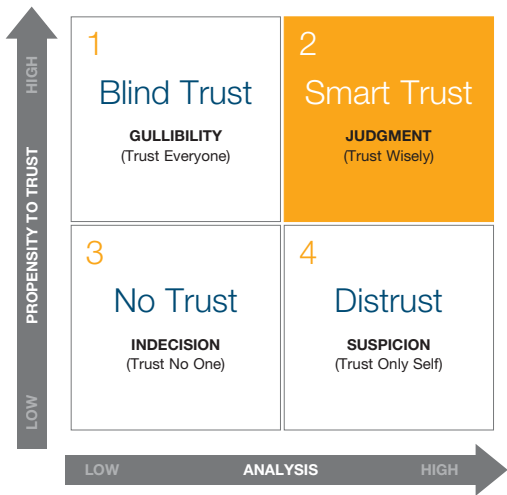 1
Blind Trust
GULLIBILITY
(Trust Everyone)
2
Smart Trust
JUDGMENT
(Trust Wisely)
3
No Trust
INDECISION
(Trust No One)
4
Distrust
SUSPICION
(Trust Only Self)
HIGH
PROPENSITY TO TRUST
LOW
LOW ANALYSIS HIGH